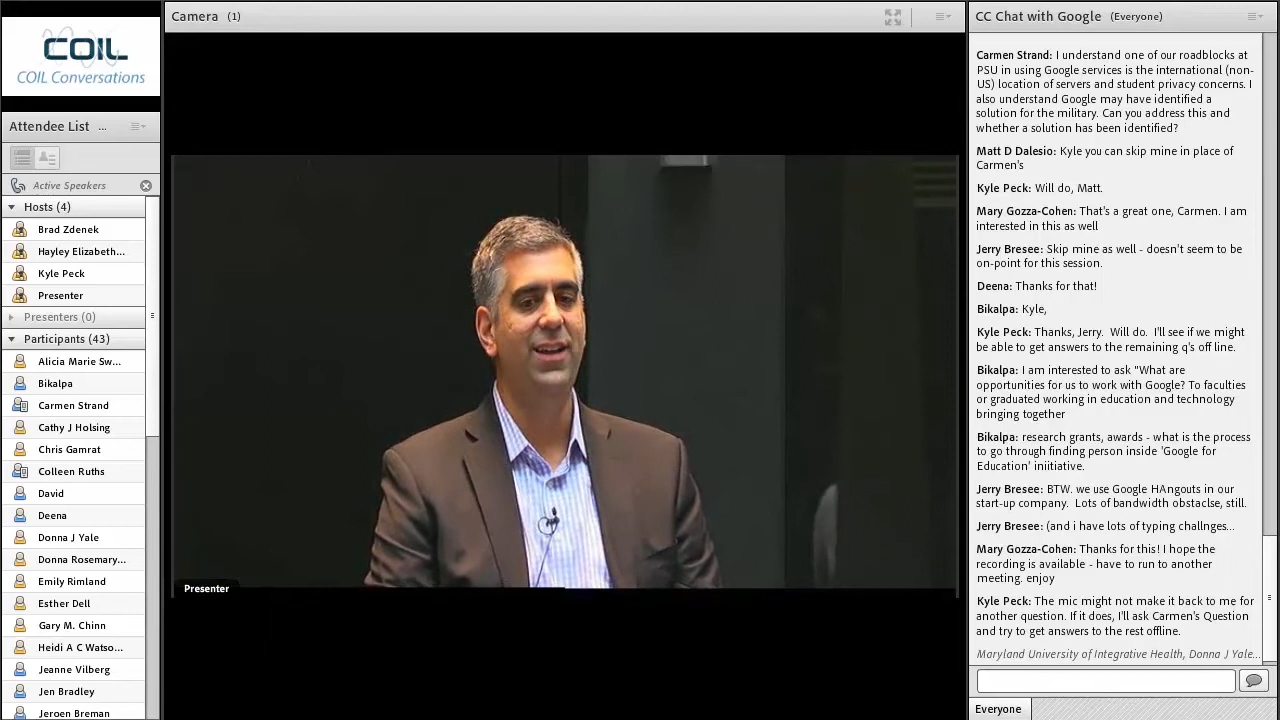 COIL
COIL Conversations
Attendee List ...
Active Speakers
Hosts (4)
Brad Zdenek
Hayley Elizabeth...
Kyle Peck
Presenter
Presenters (0)
Participants (43)
Alicia Marie Sw...
Bikalpa
Carmen Strand
Cathy J Holsing
Chris Gamrat
Colleen Ruths
David
Deena
Donna J Yale
Donna Rosemary...
Emily Rimland
Esther Dell
Gary M. Chinn
Heidi A C Watso...
Jeanne Vilberg
Jen Bradley
Jeroen Breman
Camera (1)
Presenter
CC Chat with Google (Everyone)
Carmen Strand: I understand one of our roadblocks at
PSU in using Google services is the international (non-
US) location of servers and student privacy concerns. I
also understand Google may have identified a
solution for the military. Can you address this and
whether a solution has been identified?
Matt D Dalesio: Kyle you can skip mine in place of
Carmen's
Kyle Peck: Will do, Matt.
Mary Gozza-Cohen: That's a great one, Carmen. I am
interested in this as well
Jerry Bresee: Skip mine as well - doesn't seem to be
on-point for this session.
Deena: Thanks for that!
Bikalpa: Kyle,
Kyle Peck: Thanks, Jerry. Will do. I'll see if we might
be able to get answers to the remaining q's off line.
Bikalpa: I am interested to ask "What are
opportunities for us to work with Google? To faculties
or graduated working in education and technology
bringing together
Bikalpa: research grants, awards - what is the process
to go through finding person inside 'Google for
Education' iniitiative.
Jerry Bresee: BTW. we use Google HAngouts in our
start-up company. Lots of bandwidth obstaclse, still.
Jerry Bresee: (and i have lots of typing challnges..
Mary Gozza-Cohen: Thanks for this! I hope the
recording is available - have to run to another
meeting. enjoy
Kyle Peck: The mic might not make it back to me for
another question. If it does, I'll ask Carmen's Question
and try to get answers to the rest offline.
Maryland University of Integrative Health, Donna J Yale...
Everyone